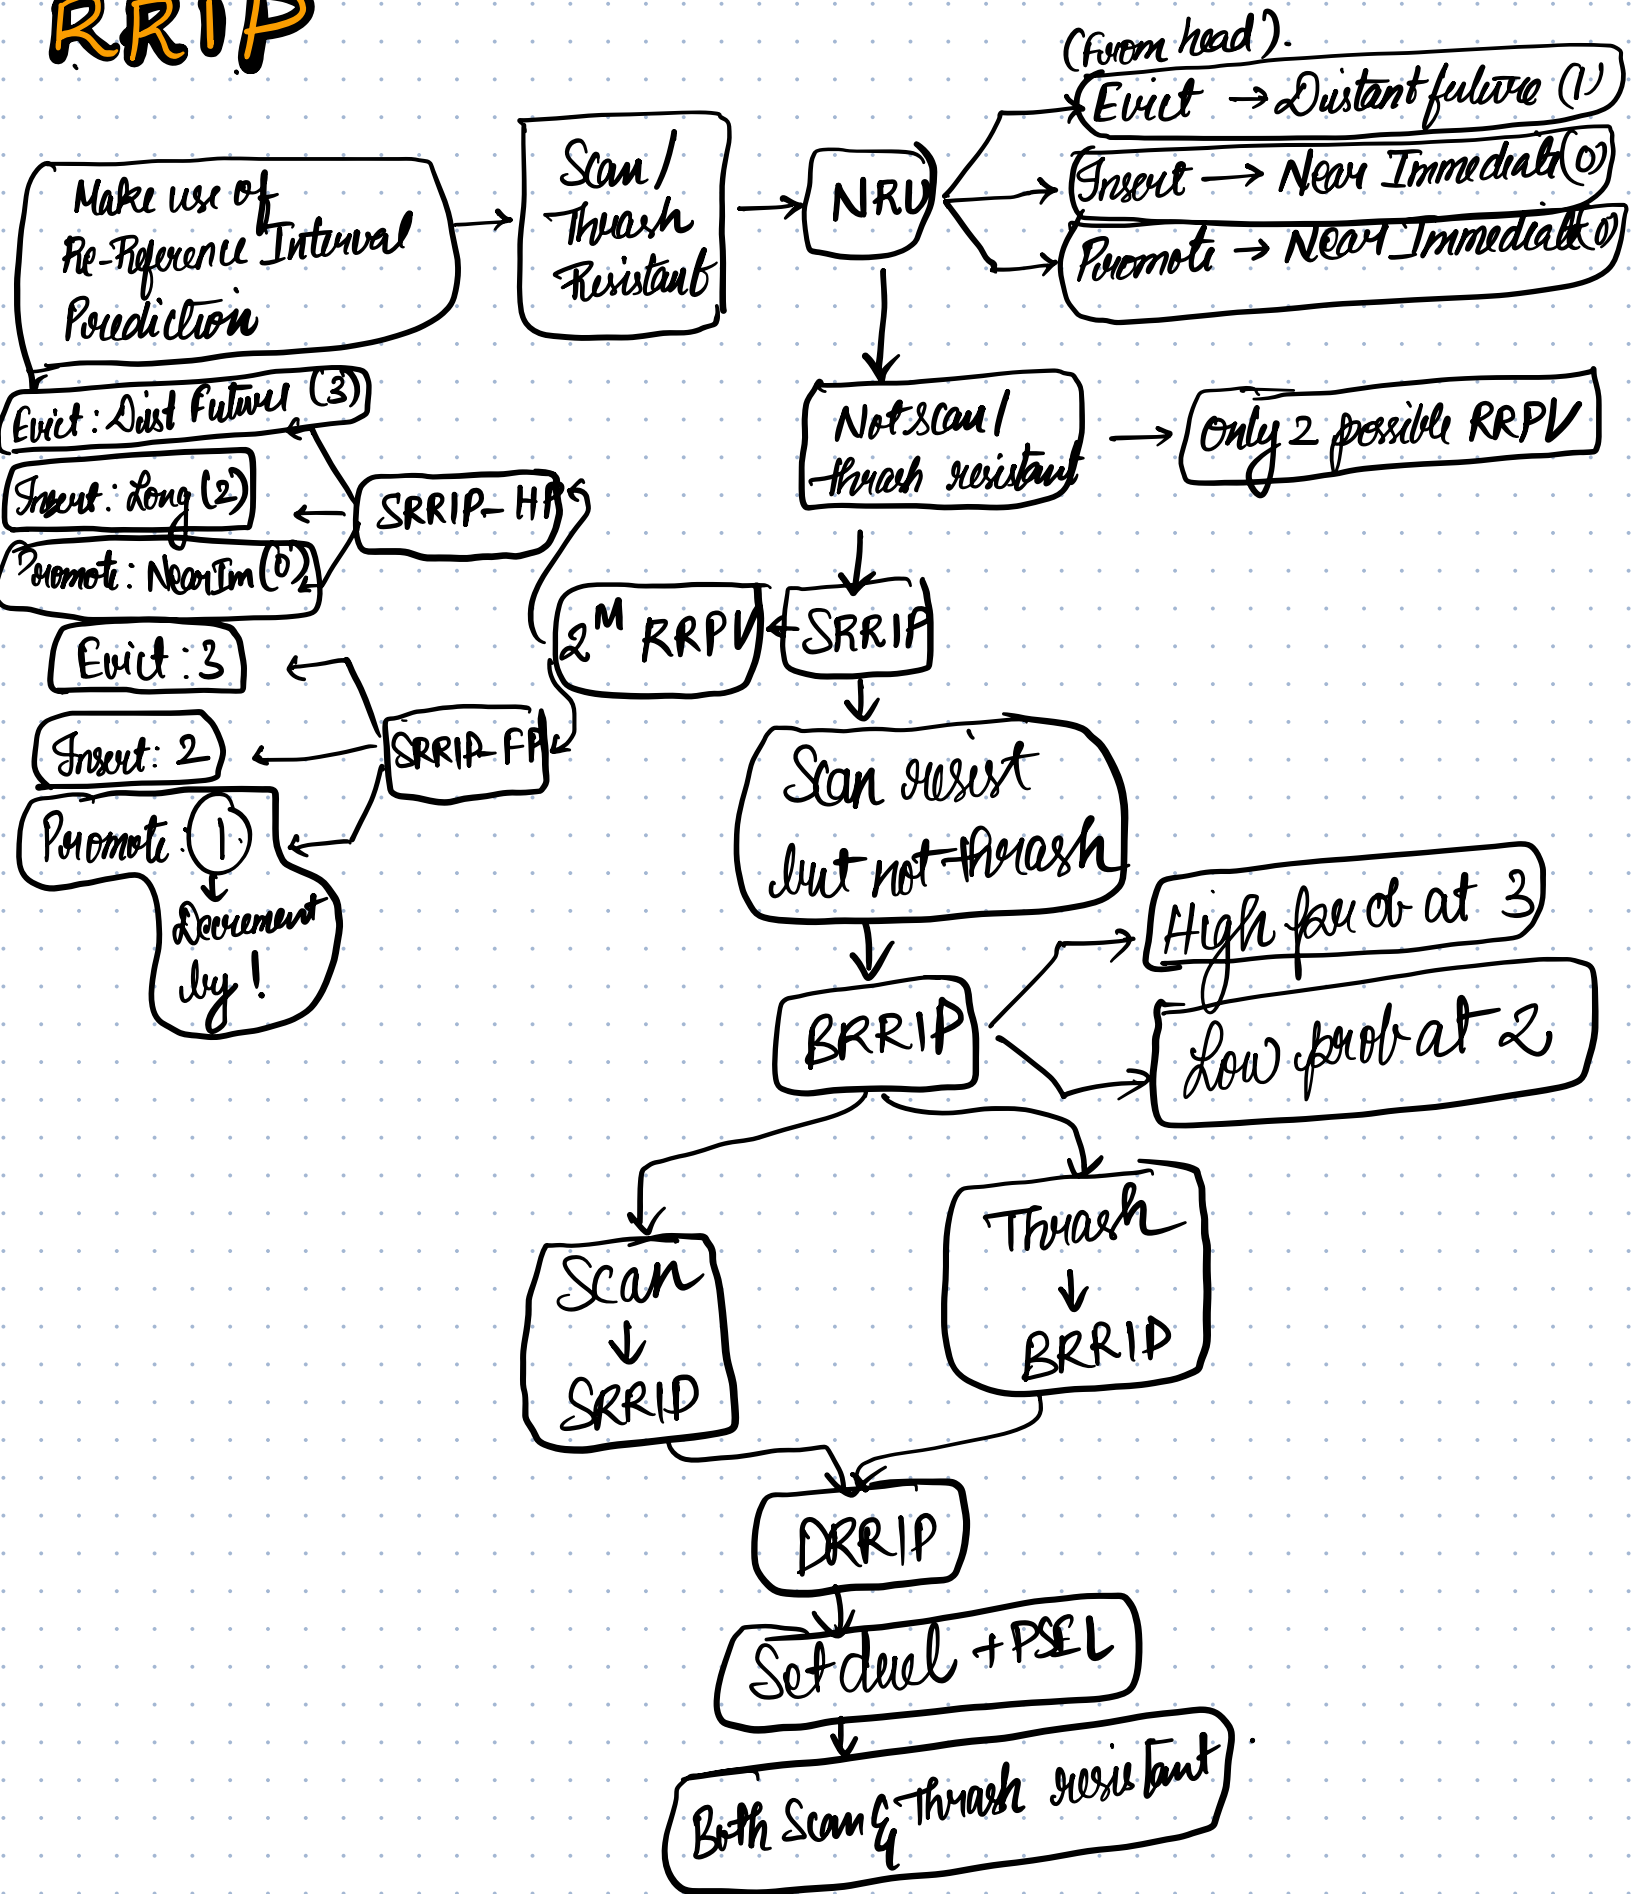 RRIP
(From head).
Evict → Distant future (1)
Insert → Near Immediate (0)
Promote → Near Immediate (0)
Make use of
Re-Reference Interval
Prediction
Scan /
Thrash
Resistant
NRU
Not scan /
thrash resistant
Only 2 possible RRPV
Evict: Dist Future (3)
Insert: Long (2)
Promote: Near Im (0)
SRRIP-HP
2^M RRPV
SRRIP
Evict: 3
Insert: 2
Promote: 1
Decrement
by 1
SRRIP-FP
Scan resist
but not thrash
High prob at 3
Low prob at 2
BRRIP
Scan
↓
SRRIP
Thrash
↓
BRRIP
DRRIP
Set duel + PSEL
Both Scan & Thrash resistant